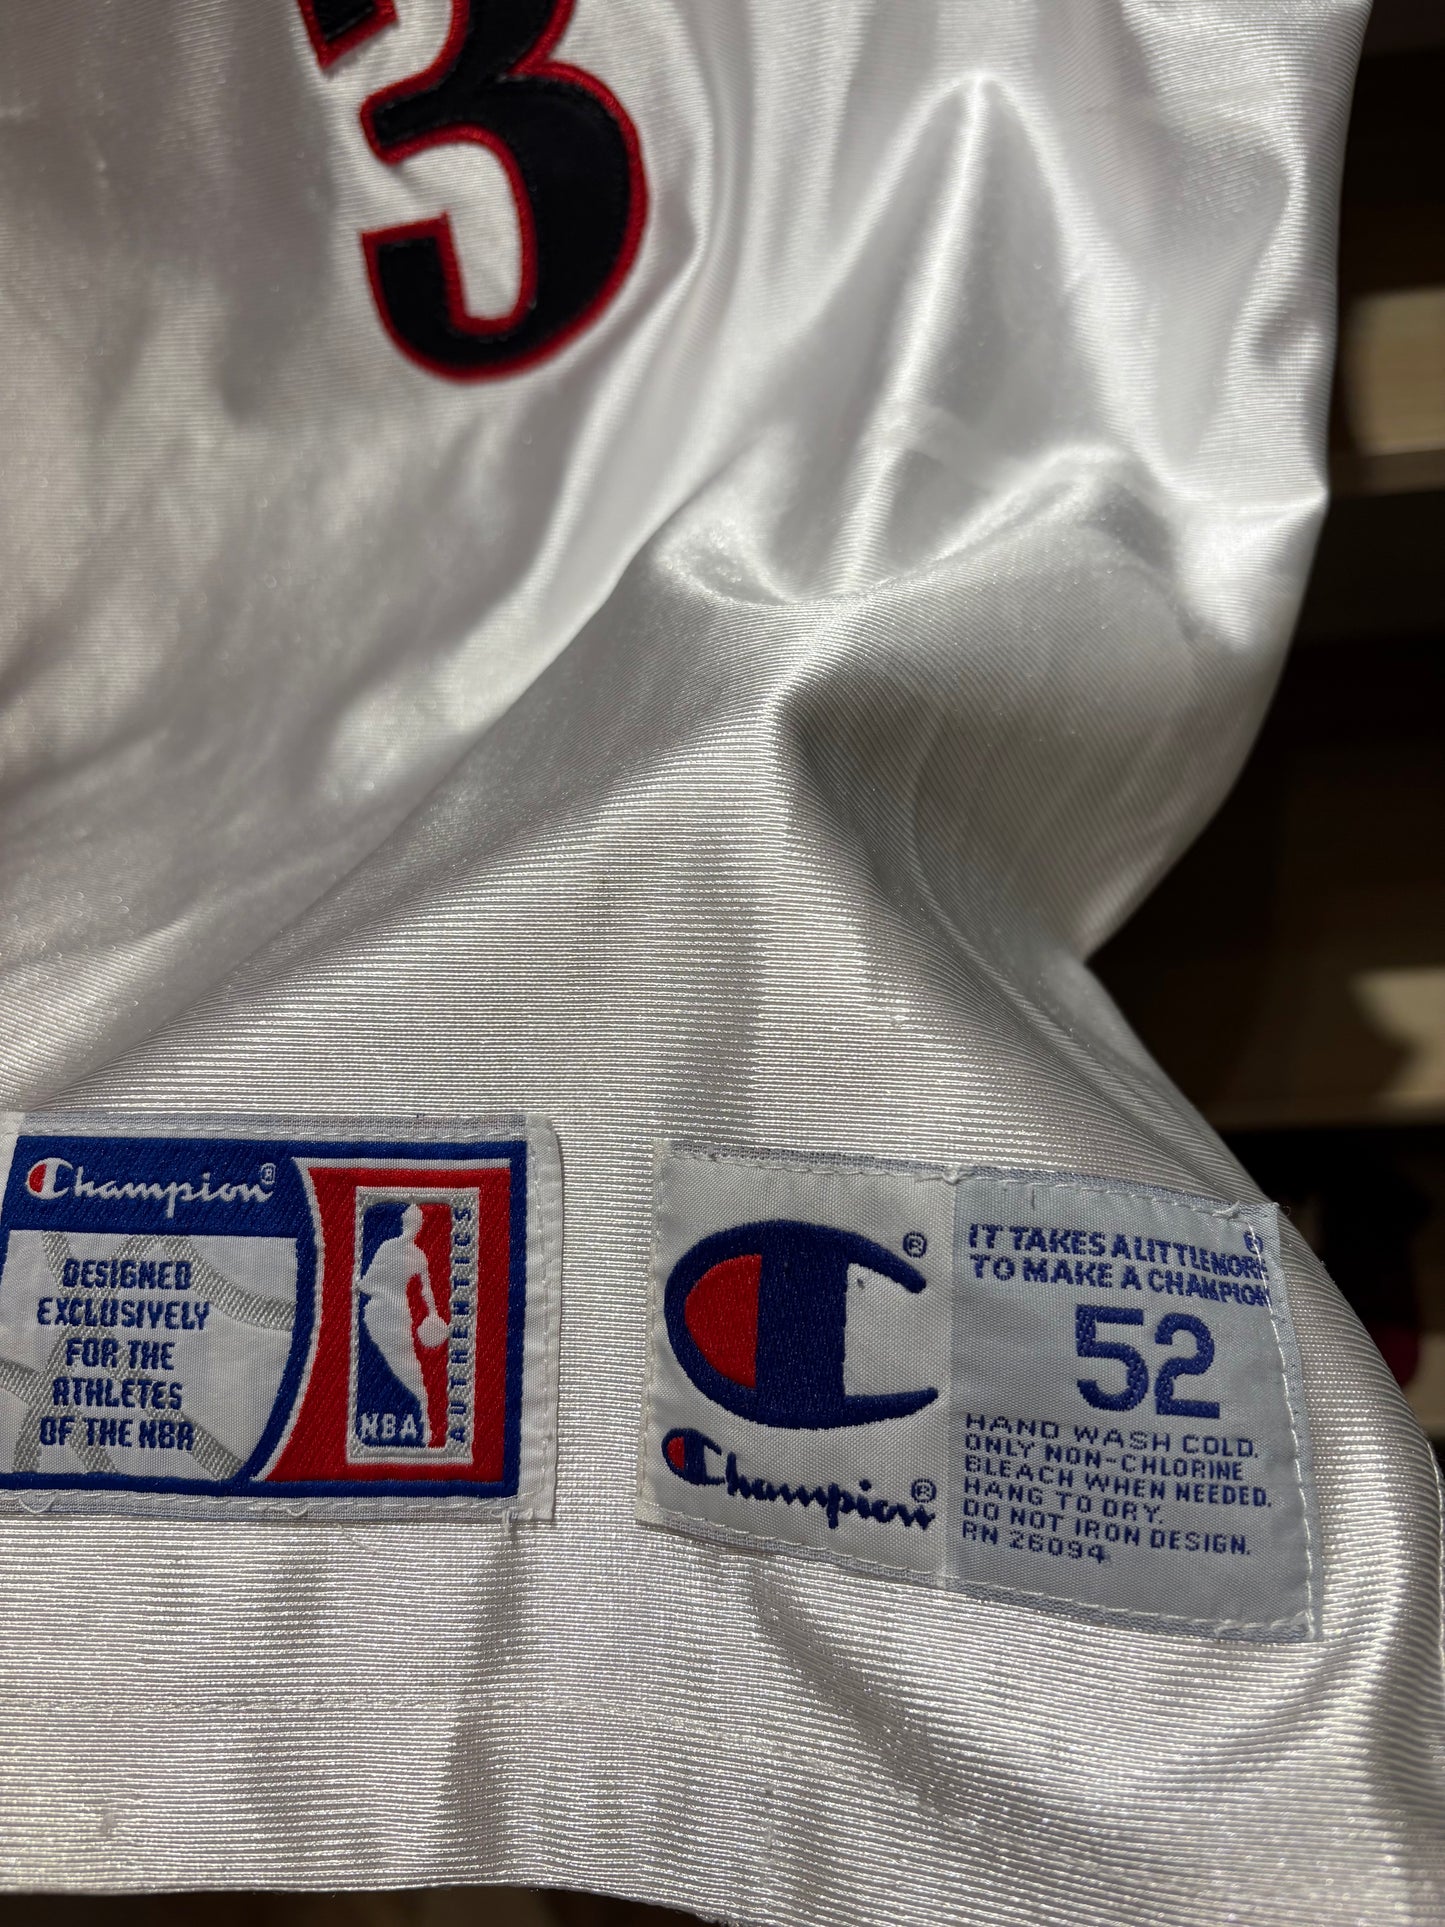 3
Champion®
DESIGNED
EXCLUSIVELY
FOR THE
ATHLETES
OF THE NBA
NBA
AUTHENTICS
®
Champion®
®
IT TAKES A LITTLE MORE
TO MAKE A CHAMPION
52
HAND WASH COLD.
ONLY NON-CHLORINE
BLEACH WHEN NEEDED.
HANG TO DRY.
DO NOT IRON DESIGN.
RN 26094